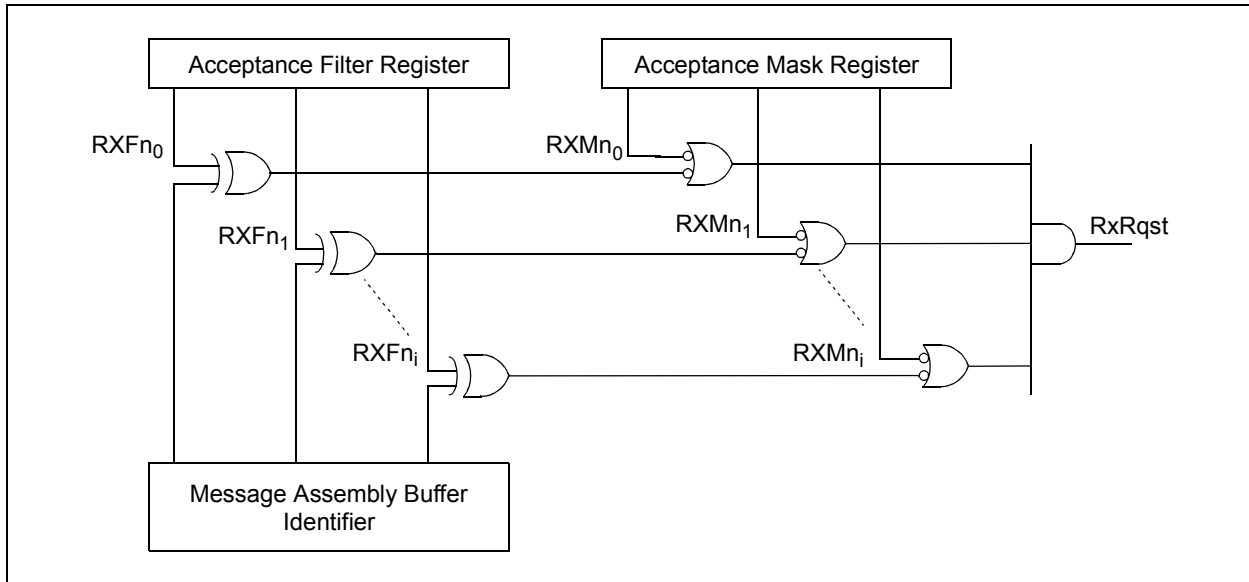 Acceptance Filter Register
Acceptance Mask Register
RXFn0
RXMn0
RXFn1
RXMn1
RxRqst
RXFni
RXMni
Message Assembly Buffer
Identifier